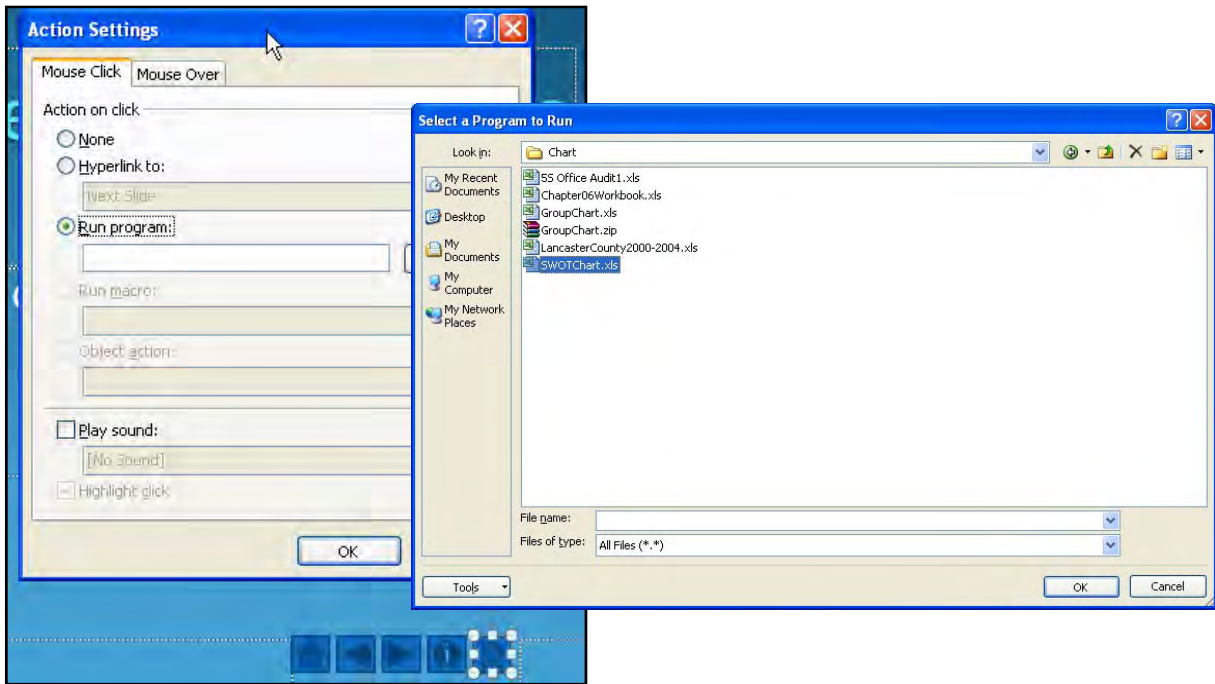 Action Settings
Mouse Click
Mouse Over
Action on click
None
Hyperlink to:
Next Slide
Run program:
Run macro:
Object action:
Play sound:
[No Sound]
Highlight click
OK
Select a Program to Run
Look in:
Chart
My Recent
Documents
Desktop
My
Documents
My
Computer
My Network
Places
5S Office Audit1.xls
Chapter06Workbook.xls
GroupChart.xls
GroupChart.zip
LancasterCounty2000-2004.xls
SWOTChart.xls
File name:
Files of type:
All Files (*.*)
Tools
OK
Cancel